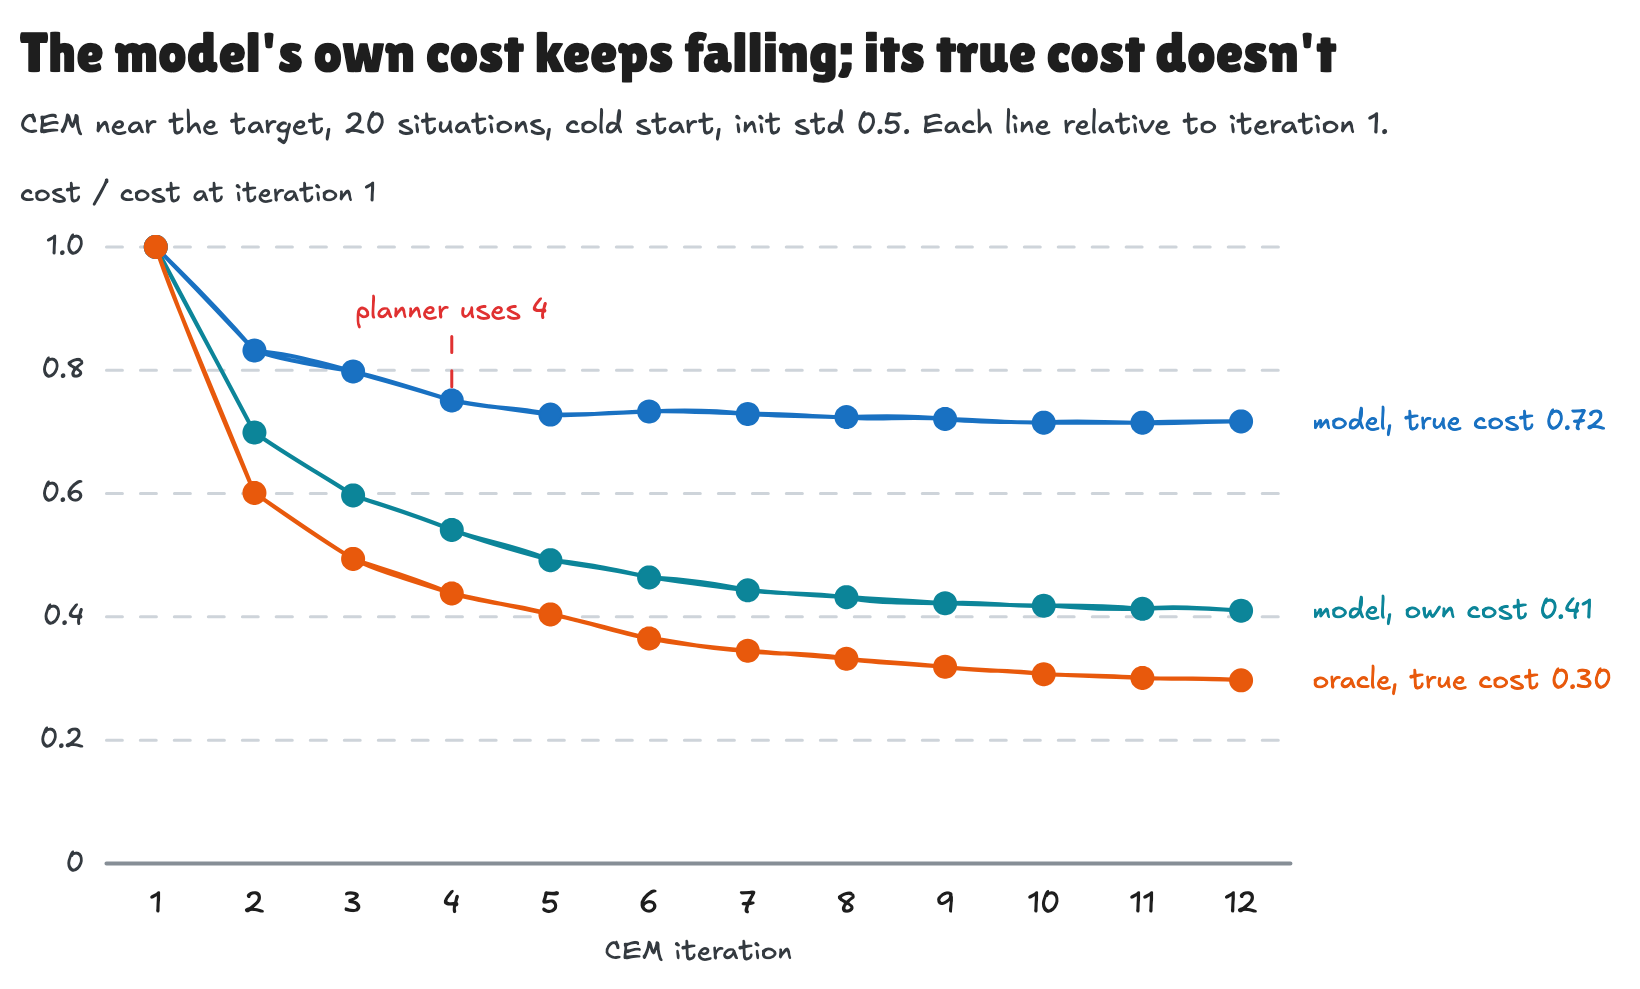 The model's own cost keeps falling; its true cost doesn't
CEM near the target, 20 situations, cold start, init std 0.5. Each line relative to iteration 1.
cost / cost at iteration 1
1.0
planner uses 4
0.8
model, true cost 0.72
0.6
0.4
model, own cost 0.41
oracle, true cost 0.30
0.2
0
1 2 3 4 5 6 7 8 9 10 11 12
CEM iteration